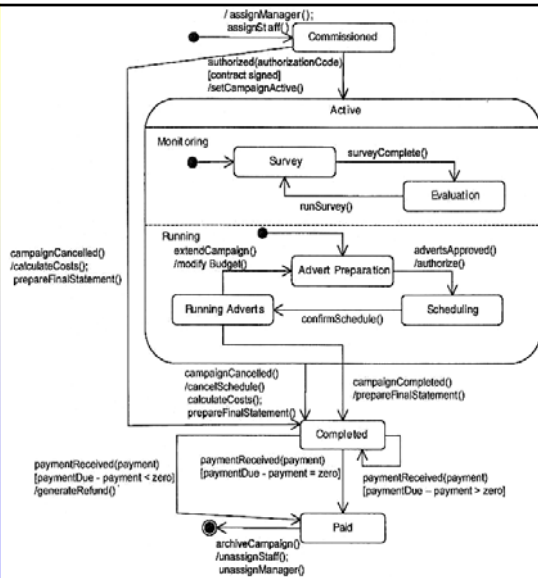 / assignManager();
assignStaff()
Commissioned
authorized(authorizationCode)
[contract signed]
/setCampaignActive()
Active
Monitoring
Survey
surveyComplete()
Evaluation
runSurvey()
Running
extendCampaign()
/modify Budget()
Advert Preparation
advertsApproved()
/authorize()
Running Adverts
confirmSchedule()
Scheduling
campaignCancelled()
/calculateCosts();
prepareFinalStatement()
campaignCancelled()
/cancelSchedule()
calculateCosts();
prepareFinalStatement()
campaignCompleted()
/prepareFinalStatement()
Completed
paymentReceived(payment)
[paymentDue - payment < zero]
/generateRefund()
paymentReceived(payment)
[paymentDue - payment = zero]
paymentReceived(payment)
[paymentDue – payment > zero]
Paid
archiveCampaign()
/unassignStaff();
unassignManager()